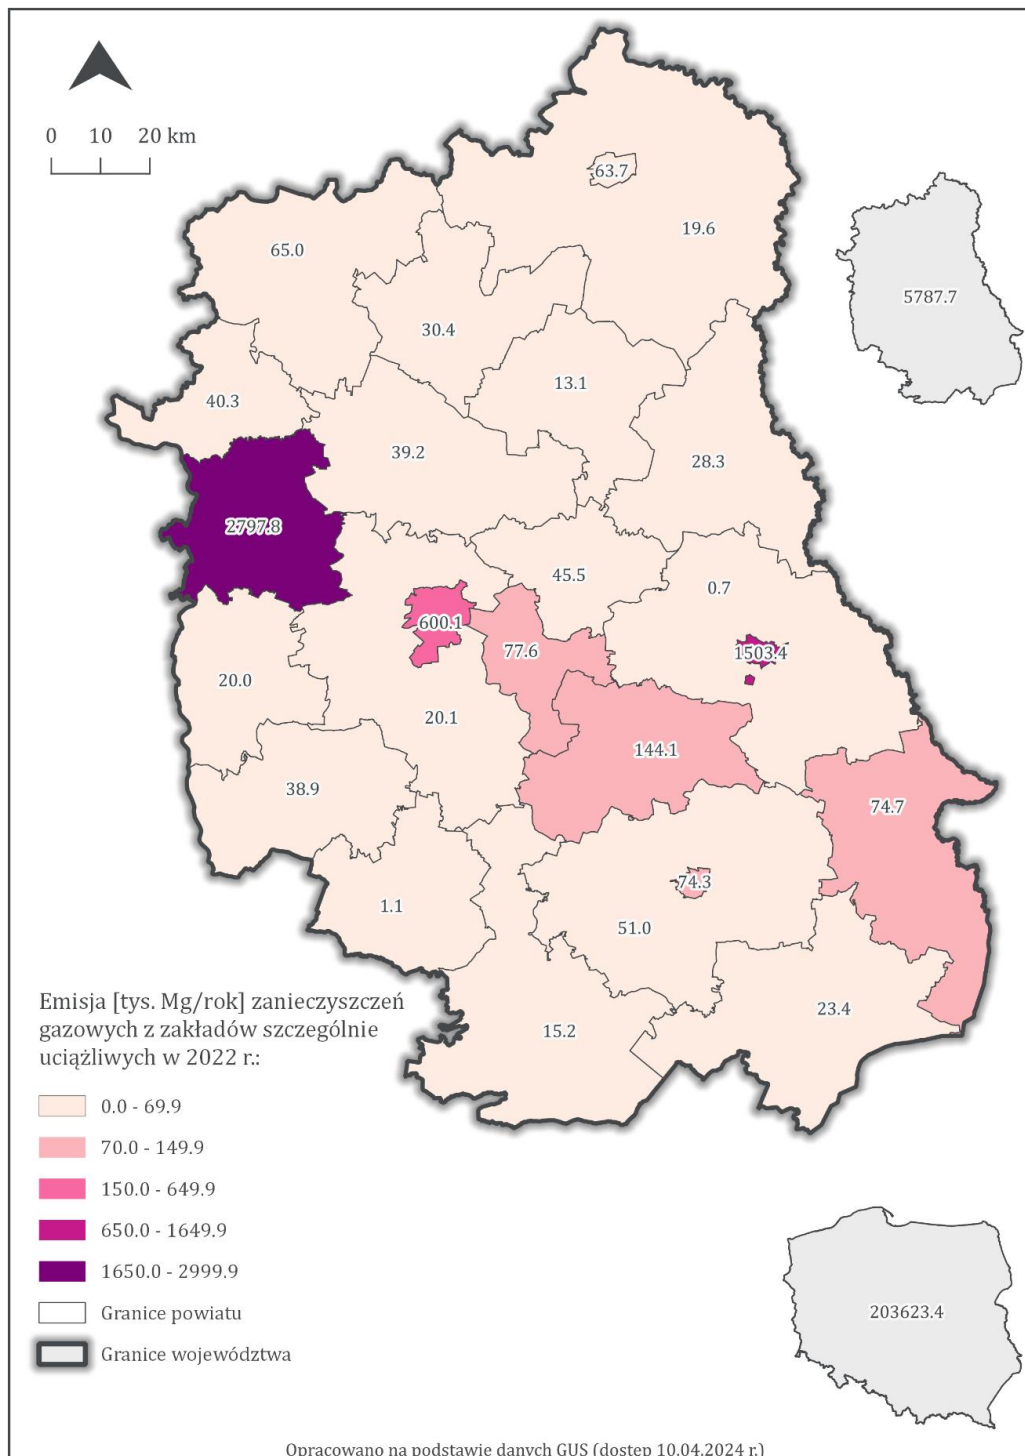 0 10 20 km
63.7
19.6
65.0
5787.7
30.4
13.1
40.3
39.2
28.3
2797.8
45.5
0.7
600.1
77.6
1503.4
20.0
20.1
144.1
38.9
74.7
74.3
1.1
51.0
Emisja [tys. Mg/rok] zanieczyszczeń
gazowych z zakładów szczególnie
uciążliwych w 2022 r.:
23.4
15.2
0.0 - 69.9
70.0 - 149.9
150.0 - 649.9
650.0 - 1649.9
1650.0 - 2999.9
Granice powiatu
Granice województwa
203623.4
Opracowano na podstawie danych GUS (dostęp 10.04.2024 r.)